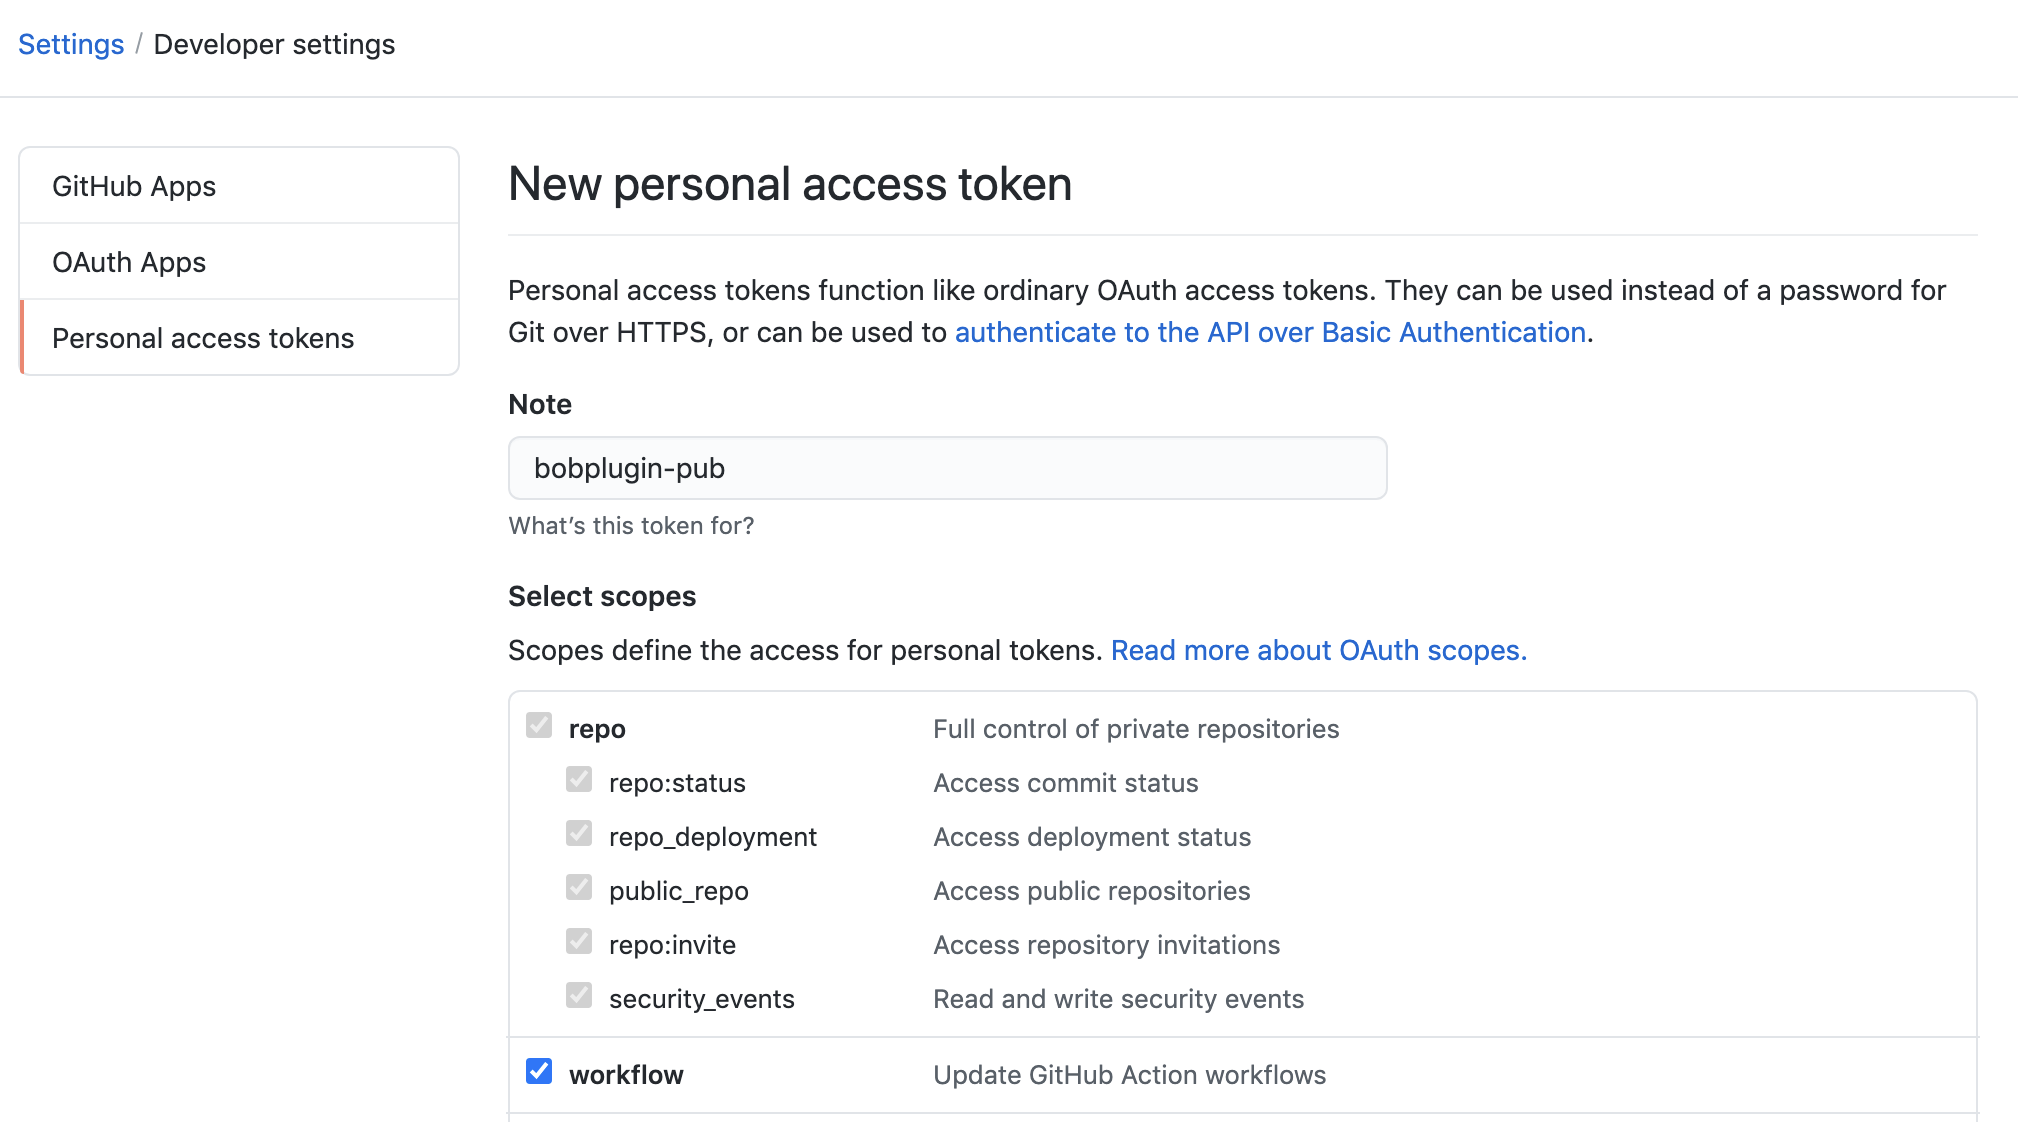 Settings / Developer settings
GitHub Apps
OAuth Apps
Personal access tokens
New personal access token
Personal access tokens function like ordinary OAuth access tokens. They can be used instead of a password for
Git over HTTPS, or can be used to authenticate to the API over Basic Authentication.
Note
bobplugin-pub
What’s this token for?
Select scopes
Scopes define the access for personal tokens. Read more about OAuth scopes.
repo Full control of private repositories
repo:status Access commit status
repo_deployment Access deployment status
public_repo Access public repositories
repo:invite Access repository invitations
security_events Read and write security events
workflow Update GitHub Action workflows